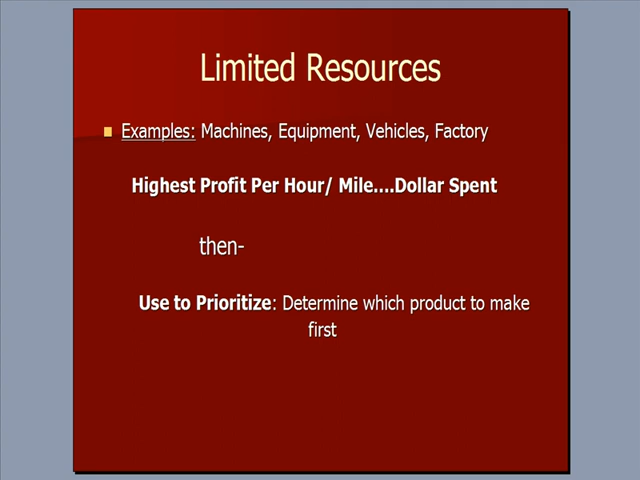 Limited Resources
Examples: Machines, Equipment, Vehicles, Factory
Highest Profit Per Hour/ Mile....Dollar Spent
then-
Use to Prioritize: Determine which product to make
first